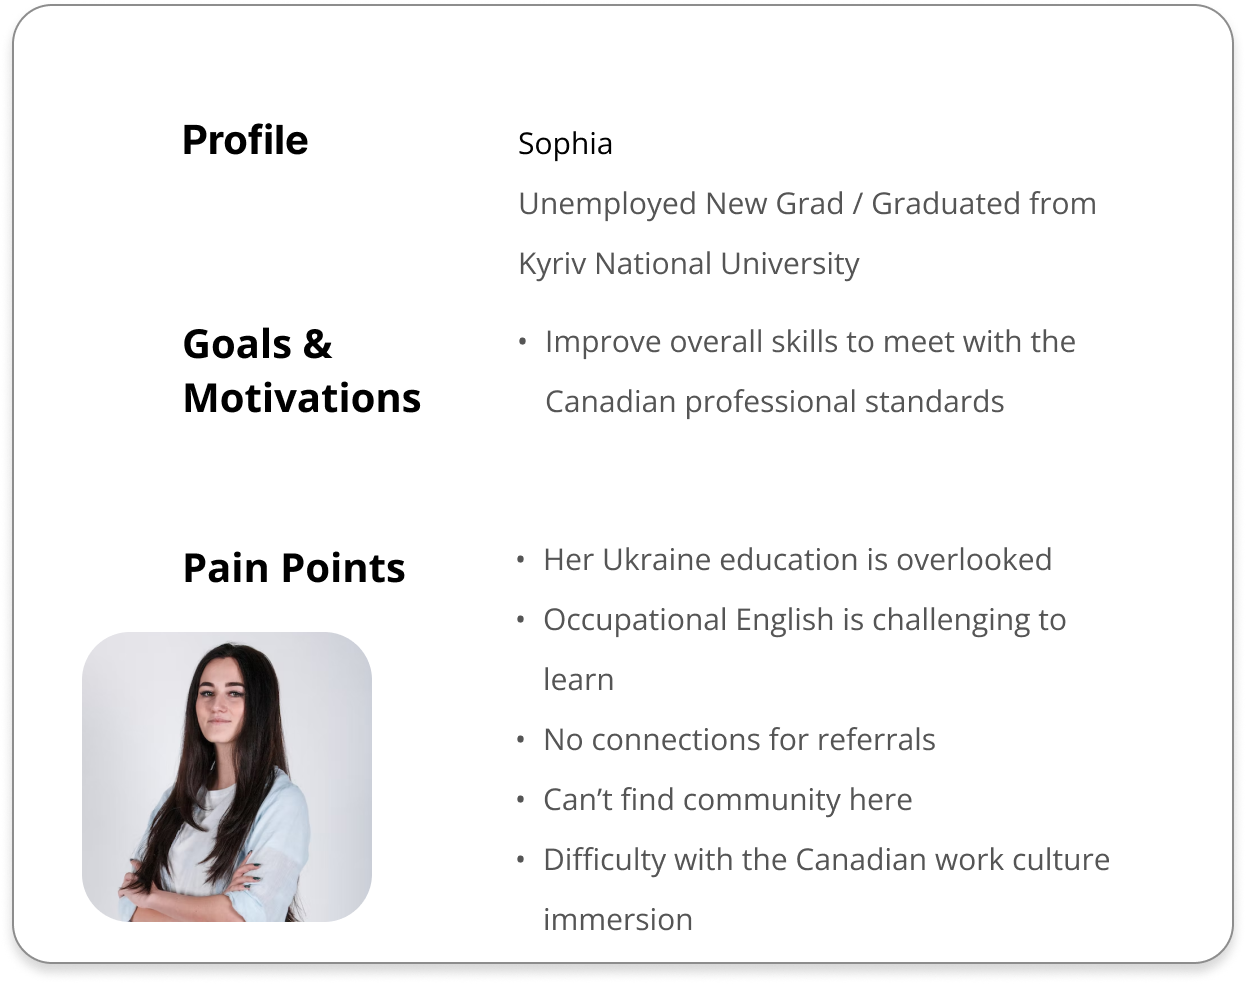 Profile
Sophia
Unemployed New Grad / Graduated from
Kyriv National University
Goals &
Motivations
• Improve overall skills to meet with the
Canadian professional standards
Pain Points
• Her Ukraine education is overlooked
• Occupational English is challenging to
learn
• No connections for referrals
• Can’t find community here
• Difficulty with the Canadian work culture
immersion